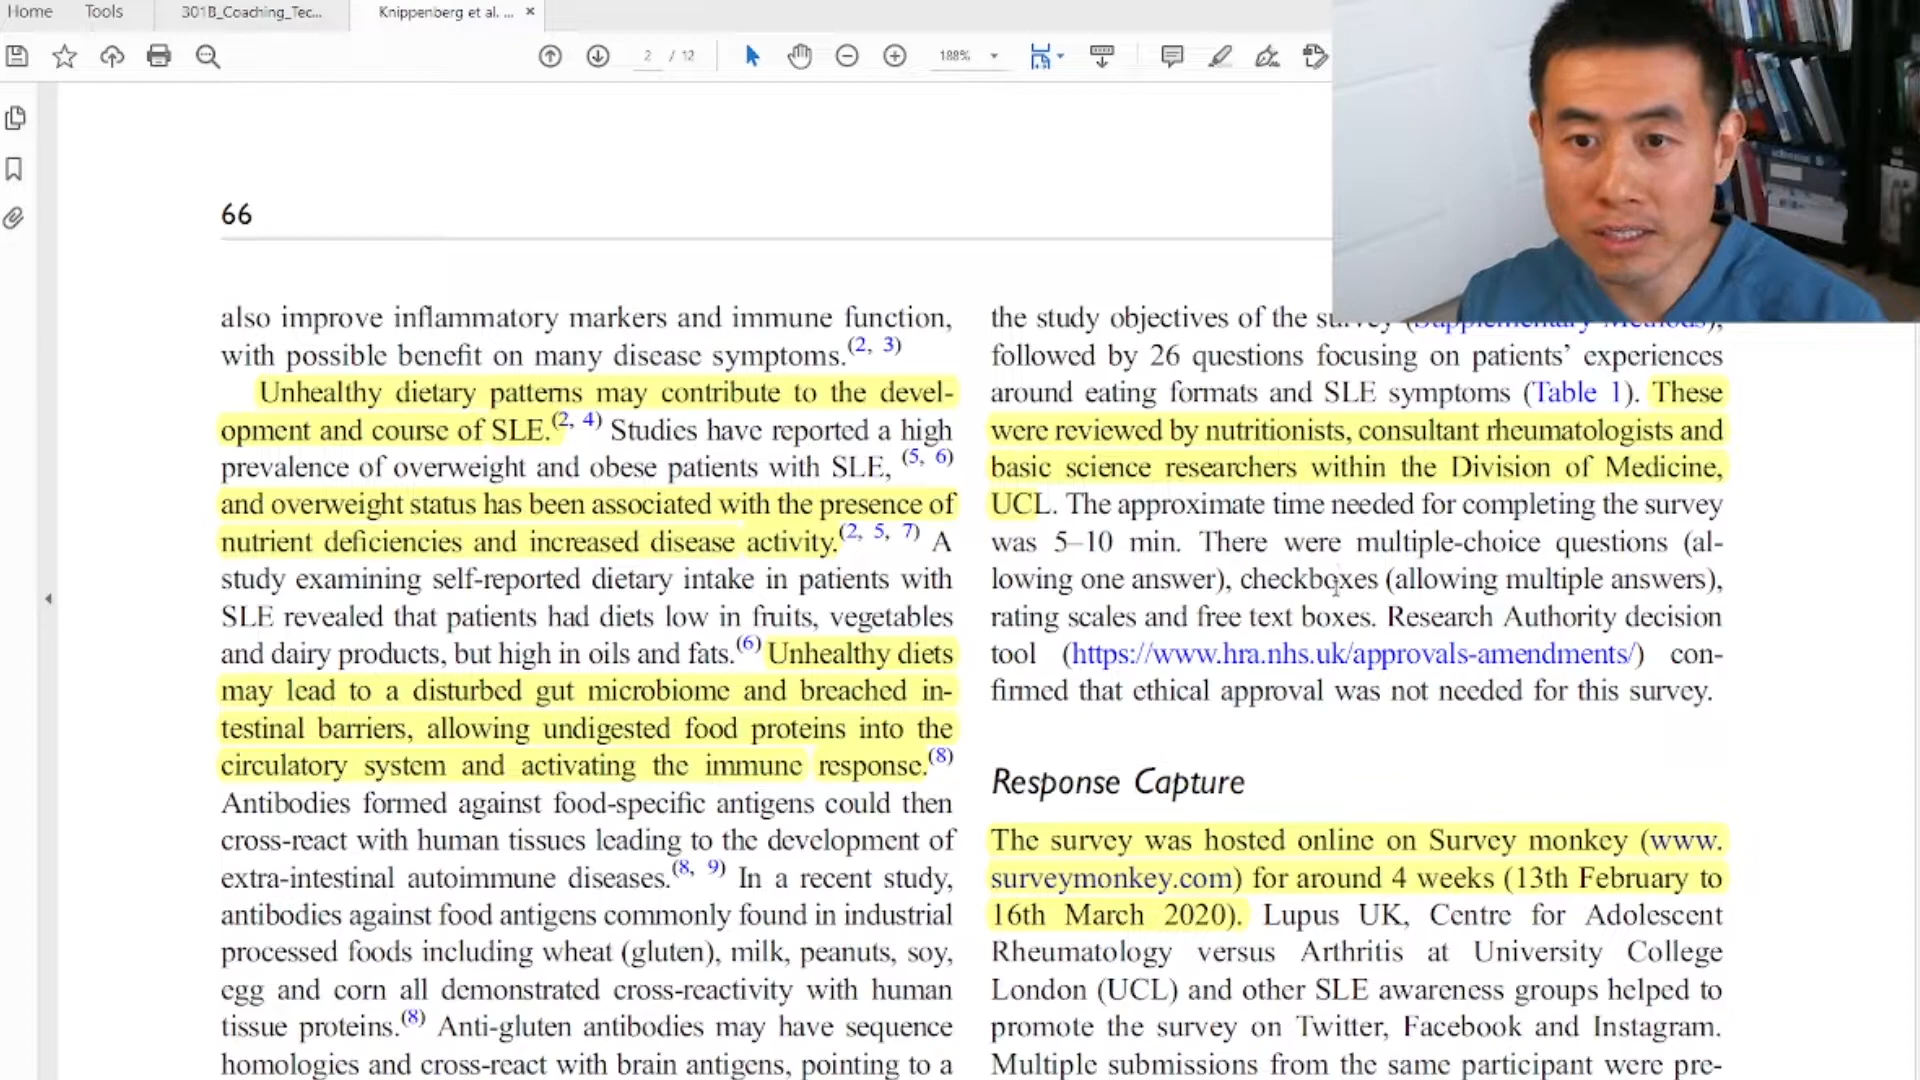 Home
Tools
301B_Coaching_Tec...
Knippenberg et al. ...
2 / 12
188%
66
also improve inflammatory markers and immune function,
with possible benefit on many disease symptoms.(2, 3)
Unhealthy dietary patterns may contribute to the devel-
opment and course of SLE.(2, 4) Studies have reported a high
prevalence of overweight and obese patients with SLE, (5, 6)
and overweight status has been associated with the presence of
nutrient deficiencies and increased disease activity.(2, 5, 7) A
study examining self-reported dietary intake in patients with
SLE revealed that patients had diets low in fruits, vegetables
and dairy products, but high in oils and fats.(6) Unhealthy diets
may lead to a disturbed gut microbiome and breached in-
testinal barriers, allowing undigested food proteins into the
circulatory system and activating the immune response.(8)
Antibodies formed against food-specific antigens could then
cross-react with human tissues leading to the development of
extra-intestinal autoimmune diseases.(8, 9) In a recent study,
antibodies against food antigens commonly found in industrial
processed foods including wheat (gluten), milk, peanuts, soy,
egg and corn all demonstrated cross-reactivity with human
tissue proteins.(8) Anti-gluten antibodies may have sequence
homologies and cross-react with brain antigens, pointing to a
the study objectives of the survey (Supplementary Methods),
followed by 26 questions focusing on patients’ experiences
around eating formats and SLE symptoms (Table 1). These
were reviewed by nutritionists, consultant rheumatologists and
basic science researchers within the Division of Medicine,
UCL. The approximate time needed for completing the survey
was 5–10 min. There were multiple-choice questions (al-
lowing one answer), checkboxes (allowing multiple answers),
rating scales and free text boxes. Research Authority decision
tool (https://www.hra.nhs.uk/approvals-amendments/) con-
firmed that ethical approval was not needed for this survey.
Response Capture
The survey was hosted online on Survey monkey (www.
surveymonkey.com) for around 4 weeks (13th February to
16th March 2020). Lupus UK, Centre for Adolescent
Rheumatology versus Arthritis at University College
London (UCL) and other SLE awareness groups helped to
promote the survey on Twitter, Facebook and Instagram.
Multiple submissions from the same participant were pre-